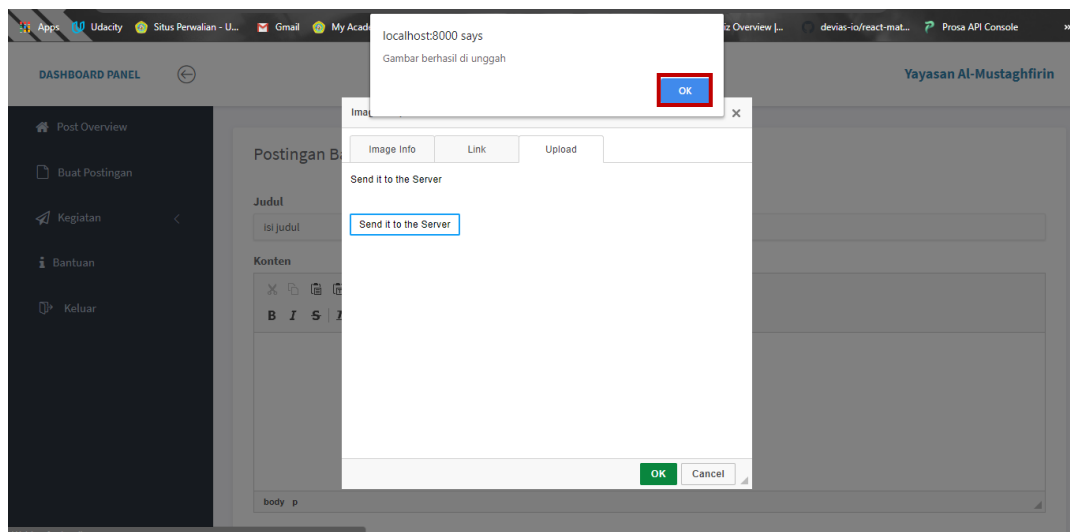 Apps Udacity Situs Perwalian - U... Gmail My Acad iz Overview |... devias-io/react-mat... Prosa API Console »
localhost:8000 says
Gambar berhasil di unggah
OK
DASHBOARD PANEL
Yayasan Al-Mustaghfirin
Post Overview
Buat Postingan
Kegiatan
Bantuan
Keluar
Postingan Ba
Judul
isi judul
Konten
B I S
body p
Image Info Link Upload
Send it to the Server
Send it to the Server
OK Cancel